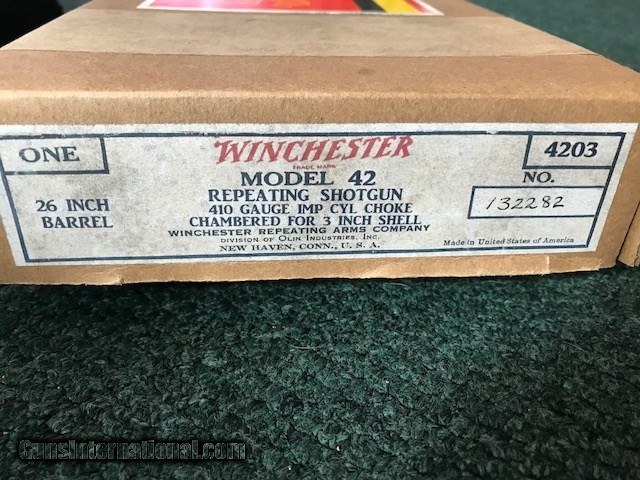 ONE
26 INCH
BARREL
WINCHESTER
TRADE MARK
MODEL 42
REPEATING SHOTGUN
410 GAUGE IMP CYL CHOKE
CHAMBERED FOR 3 INCH SHELL
WINCHESTER REPEATING ARMS COMPANY
DIVISION OF OLIN INDUSTRIES, INC.
NEW HAVEN, CONN., U. S. A.
4203
NO.
132282
Made in United States of America
GunsInternational.com